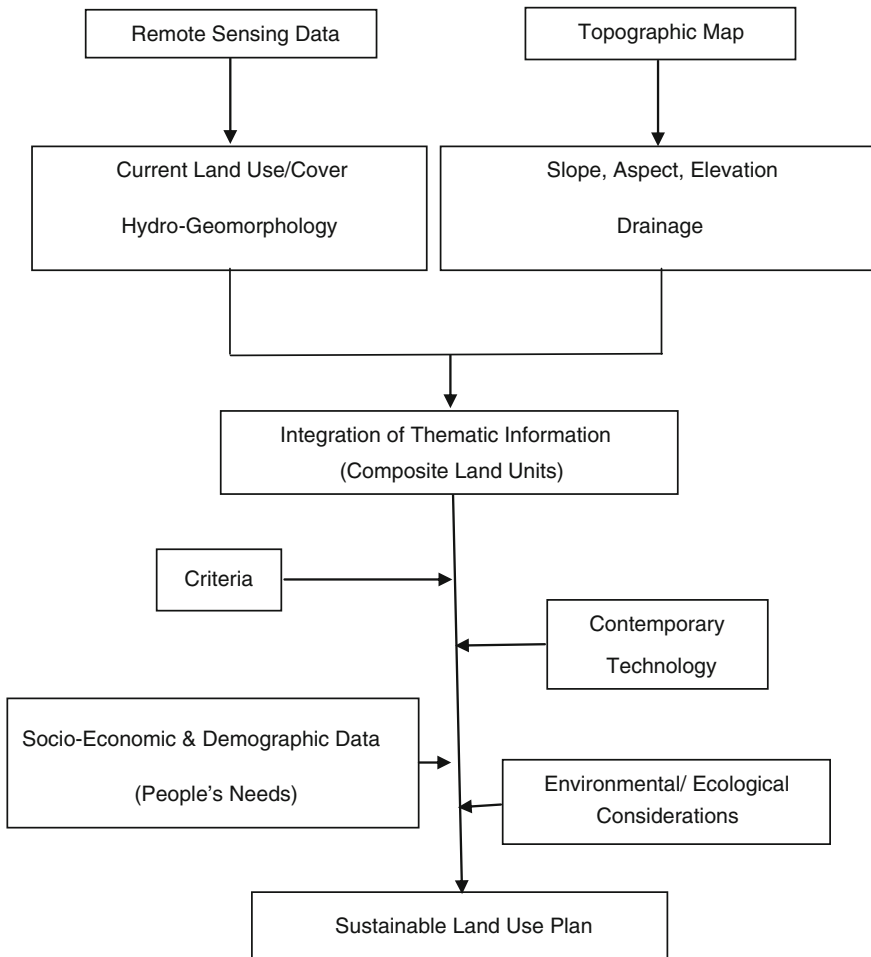 Remote Sensing Data
Topographic Map
Current Land Use/Cover
Hydro-Geomorphology
Slope, Aspect, Elevation
Drainage
Integration of Thematic Information
(Composite Land Units)
Criteria
Contemporary
Technology
Socio-Economic & Demographic Data
(People's Needs)
Environmental/ Ecological
Considerations
Sustainable Land Use Plan